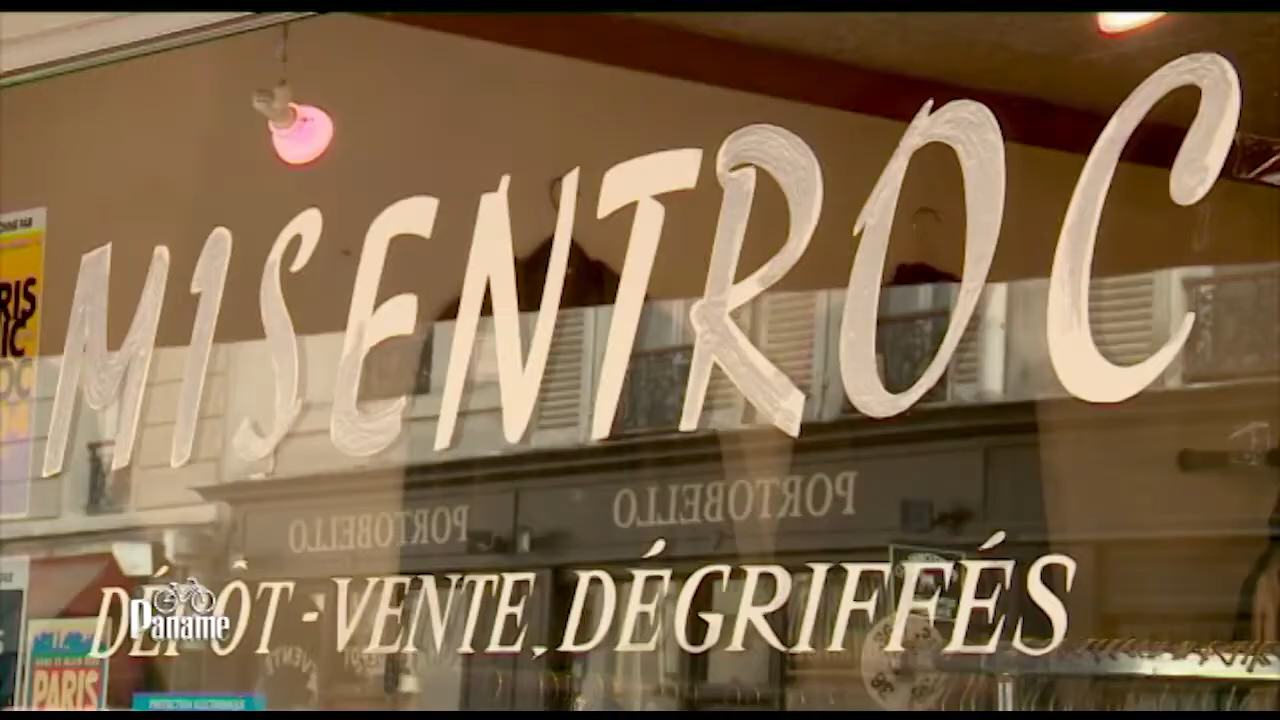 MISENTROC
PORTOBELLO
PORTOBELLO
DÉPÔT-VENTE, DÉGRIFFÉS
Paname
PARIS